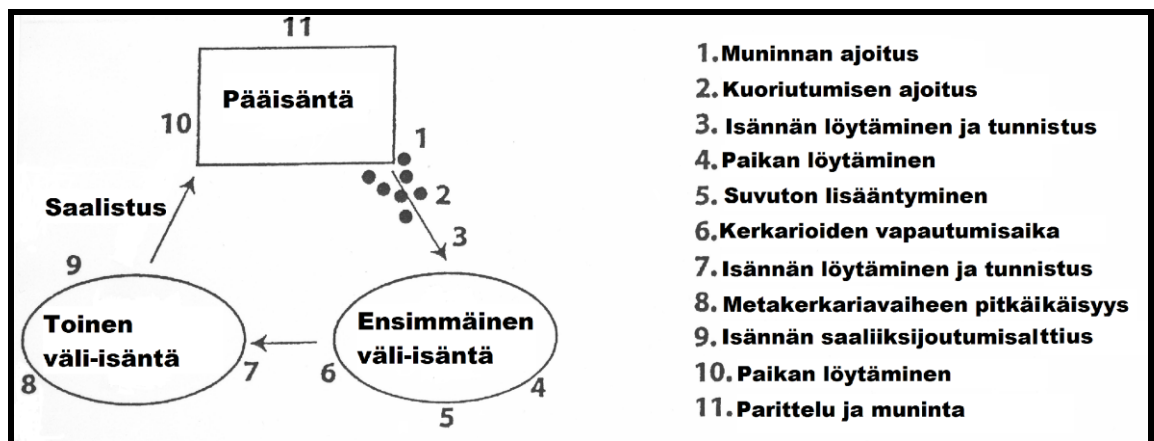 11
Pääisäntä
10
1
2
3
Saalistus
9
Toinen
väli-isäntä
8
7
Ensimmäinen
väli-isäntä
6
4
5
1. Muninnan ajoitus
2. Kuoriutumisen ajoitus
3. Isännän löytäminen ja tunnistus
4. Paikan löytäminen
5. Suvuton lisääntyminen
6. Kerkarioiden vapautumisaika
7. Isännän löytäminen ja tunnistus
8. Metakerkariavaiheen pitkäikäisyys
9. Isännän saaliiksijoutumisalttius
10. Paikan löytäminen
11. Parittelu ja muninta